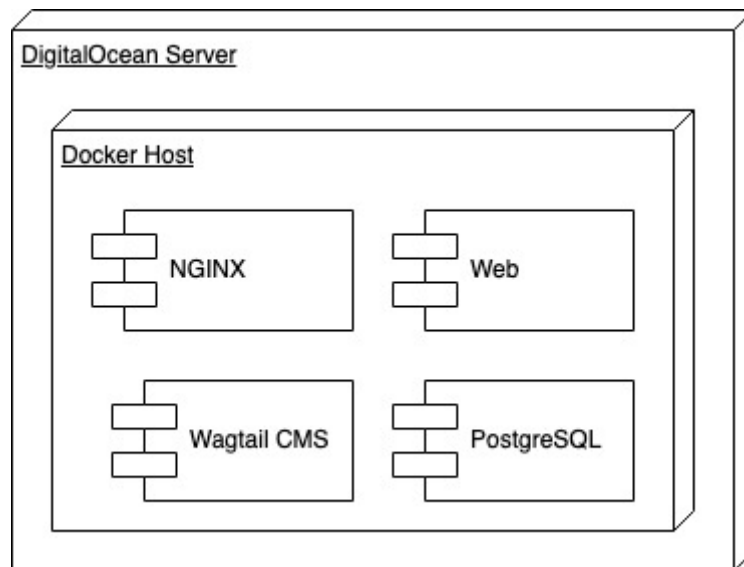 DigitalOcean Server
Docker Host
NGINX
Web
Wagtail CMS
PostgreSQL